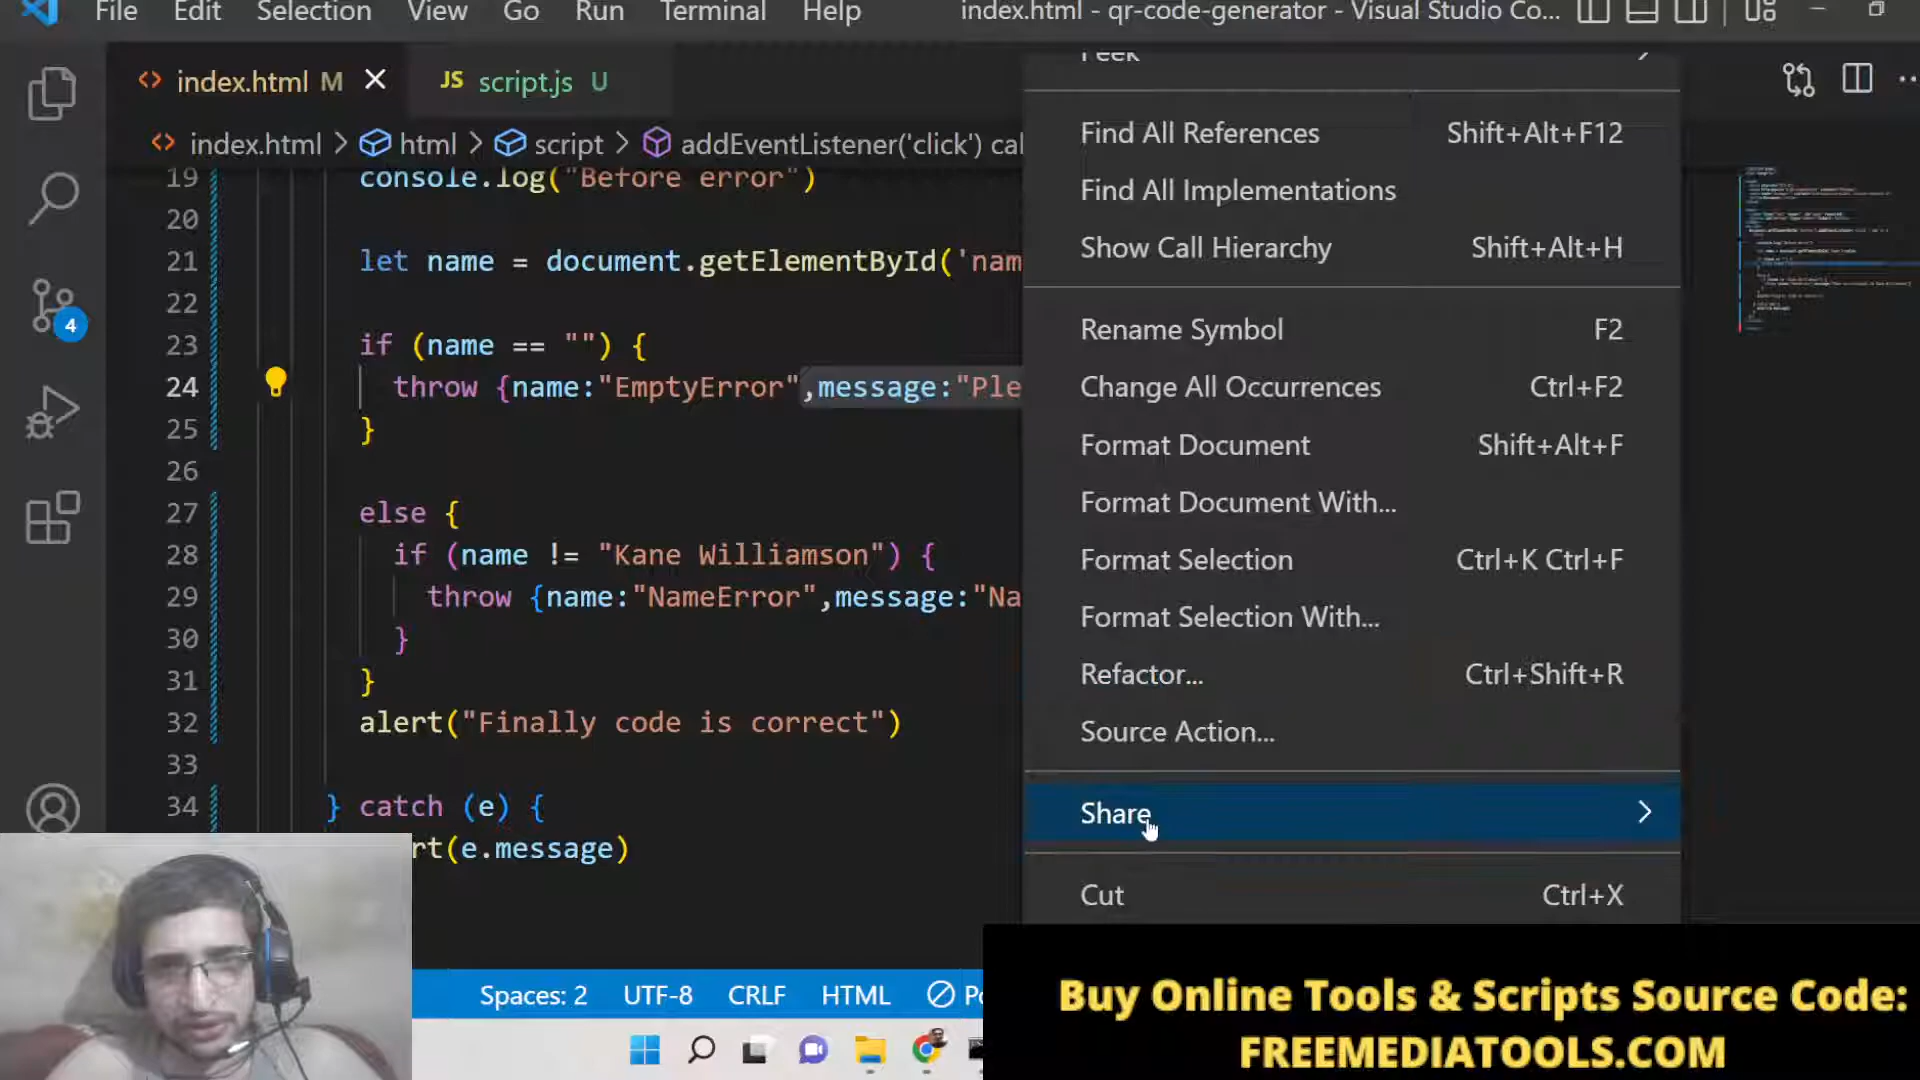 File Edit Selection View Go Run Terminal Help index.html - qr-code-generator - Visual Studio Co...
index.html M JS script.js U
index.html > html > script > addEventListener('click') cal
Peek
19 console.log("Before error")
20
21 let name = document.getElementById('nam
22
23 if (name == "") {
24 throw {name:"EmptyError",message:"Ple
25 }
26
27 else {
28 if (name != "Kane Williamson") {
29 throw {name:"NameError",message:"Na
30 }
31 }
32 alert("Finally code is correct")
33
34 } catch (e) {
rt(e.message)
4
Find All References Shift+Alt+F12
Find All Implementations
Show Call Hierarchy Shift+Alt+H
Rename Symbol F2
Change All Occurrences Ctrl+F2
Format Document Shift+Alt+F
Format Document With...
Format Selection Ctrl+K Ctrl+F
Format Selection With...
Refactor... Ctrl+Shift+R
Source Action...
Share
Cut Ctrl+X
Spaces: 2 UTF-8 CRLF HTML
Buy Online Tools & Scripts Source Code:
FREEMEDIATOOLS.COM